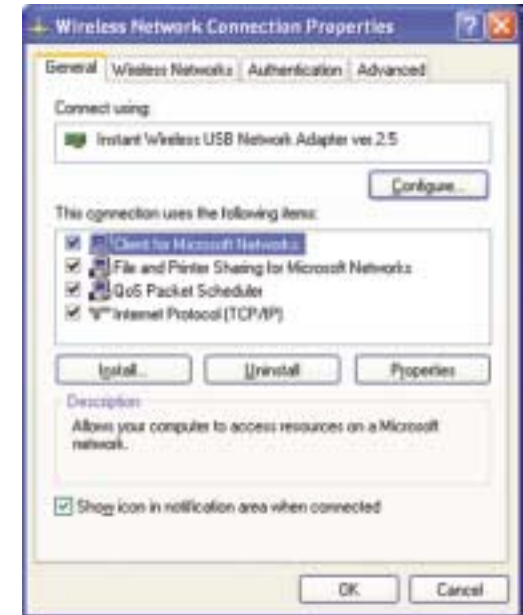 Wireless Network Connection Properties
General
Wireless Networks
Authentication
Advanced
Connect using:
Instant Wireless USB Network Adapter ver.2.5
Configure...
This connection uses the following items:
Client for Microsoft Networks
File and Printer Sharing for Microsoft Networks
QoS Packet Scheduler
Internet Protocol (TCP/IP)
Install...
Uninstall
Properties
Description
Allows your computer to access resources on a Microsoft
network.
Show icon in notification area when connected
OK
Cancel